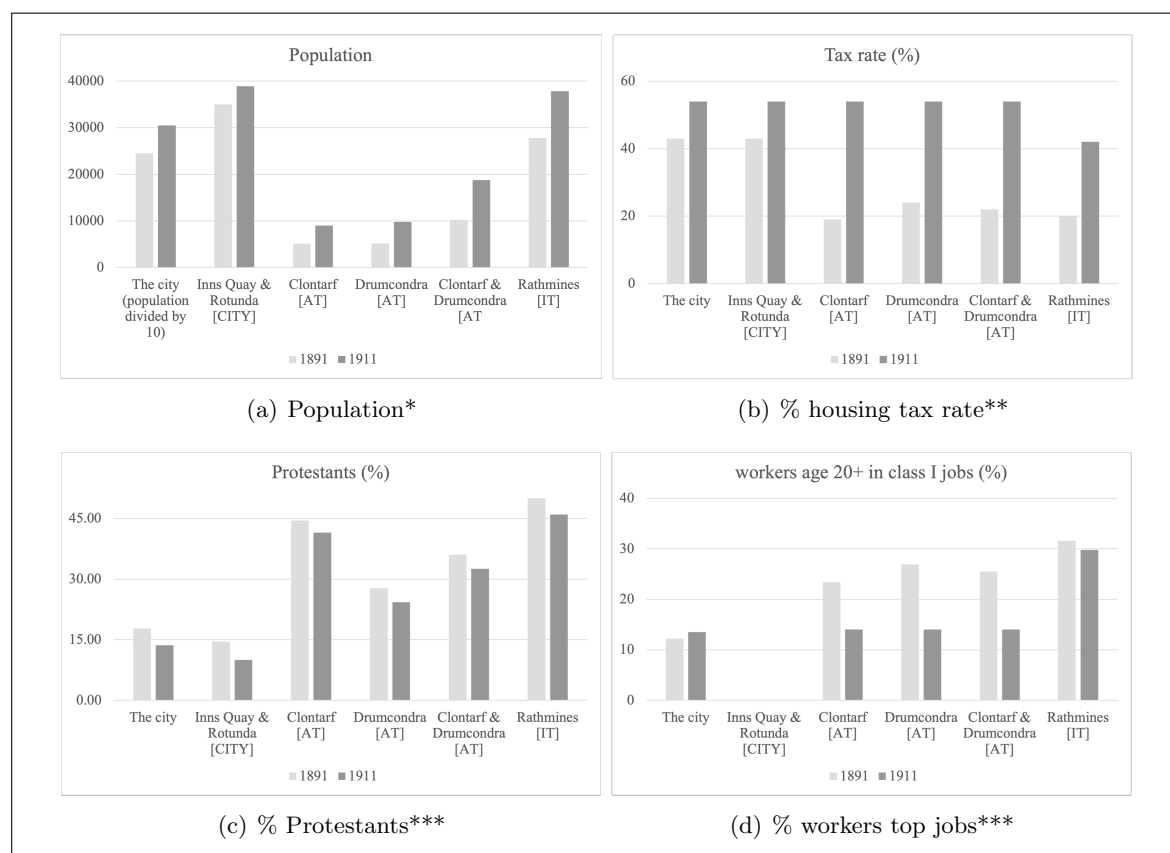 Population
40000
30000
20000
10000
0
The city (population divided by 10)
Inns Quay & Rotunda [CITY]
Clontarf [AT]
Drumcondra [AT]
Clontarf & Drumcondra [AT
Rathmines [IT]
1891 1911
(a) Population*
Tax rate (%)
60
40
20
0
The city
Inns Quay & Rotunda [CITY]
Clontarf [AT]
Drumcondra [AT]
Clontarf & Drumcondra [AT]
Rathmines [IT]
1891 1911
(b) % housing tax rate**
Protestants (%)
45.00
30.00
15.00
0.00
The city
Inns Quay & Rotunda [CITY]
Clontarf [AT]
Drumcondra [AT]
Clontarf & Drumcondra [AT]
Rathmines [IT]
1891 1911
(c) % Protestants***
workers age 20+ in class I jobs (%)
40
30
20
10
0
The city
Inns Quay & Rotunda [CITY]
Clontarf [AT]
Drumcondra [AT]
Clontarf & Drumcondra [AT]
Rathmines [IT]
1891 1911
(d) % workers top jobs***